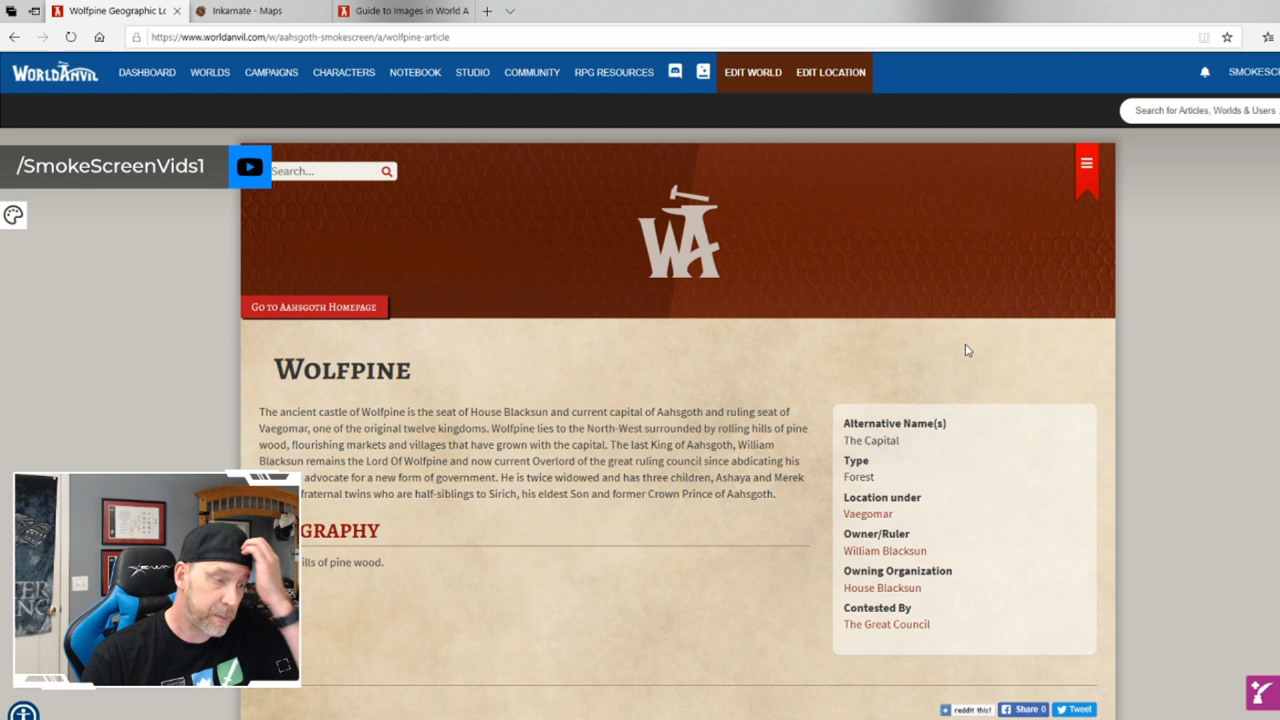 Wolfpine Geographic Lo
Inkarnate - Maps
Guide to Images in World A
https://www.worldanvil.com/w/aahsgoth-smokescreen/a/wolfpine-article
WORLDANVIL
DASHBOARD
WORLDS
CAMPAIGNS
CHARACTERS
NOTEBOOK
STUDIO
COMMUNITY
RPG RESOURCES
EDIT WORLD
EDIT LOCATION
SMOKESC
Search for Articles, Worlds & Users
/SmokeScreenVids1
Search...
WA
GO TO AAHSGOTH HOMEPAGE
WOLFPINE
The ancient castle of Wolfpine is the seat of House Blacksun and current capital of Aahsgoth and ruling seat of
Vaegomar, one of the original twelve kingdoms. Wolfpine lies to the North-West surrounded by rolling hills of pine
wood, flourishing markets and villages that have grown with the capital. The last King of Aahsgoth, William
Blacksun remains the Lord Of Wolfpine and now current Overlord of the great ruling council since abdicating his
advocate for a new form of government. He is twice widowed and has three children, Ashaya and Merek
fraternal twins who are half-siblings to Sirich, his eldest Son and former Crown Prince of Aahsgoth.
GRAPHY
ills of pine wood.
Alternative Name(s)
The Capital
Type
Forest
Location under
Vaegomar
Owner/Ruler
William Blacksun
Owning Organization
House Blacksun
Contested By
The Great Council
reddit this!
Share 0
Tweet